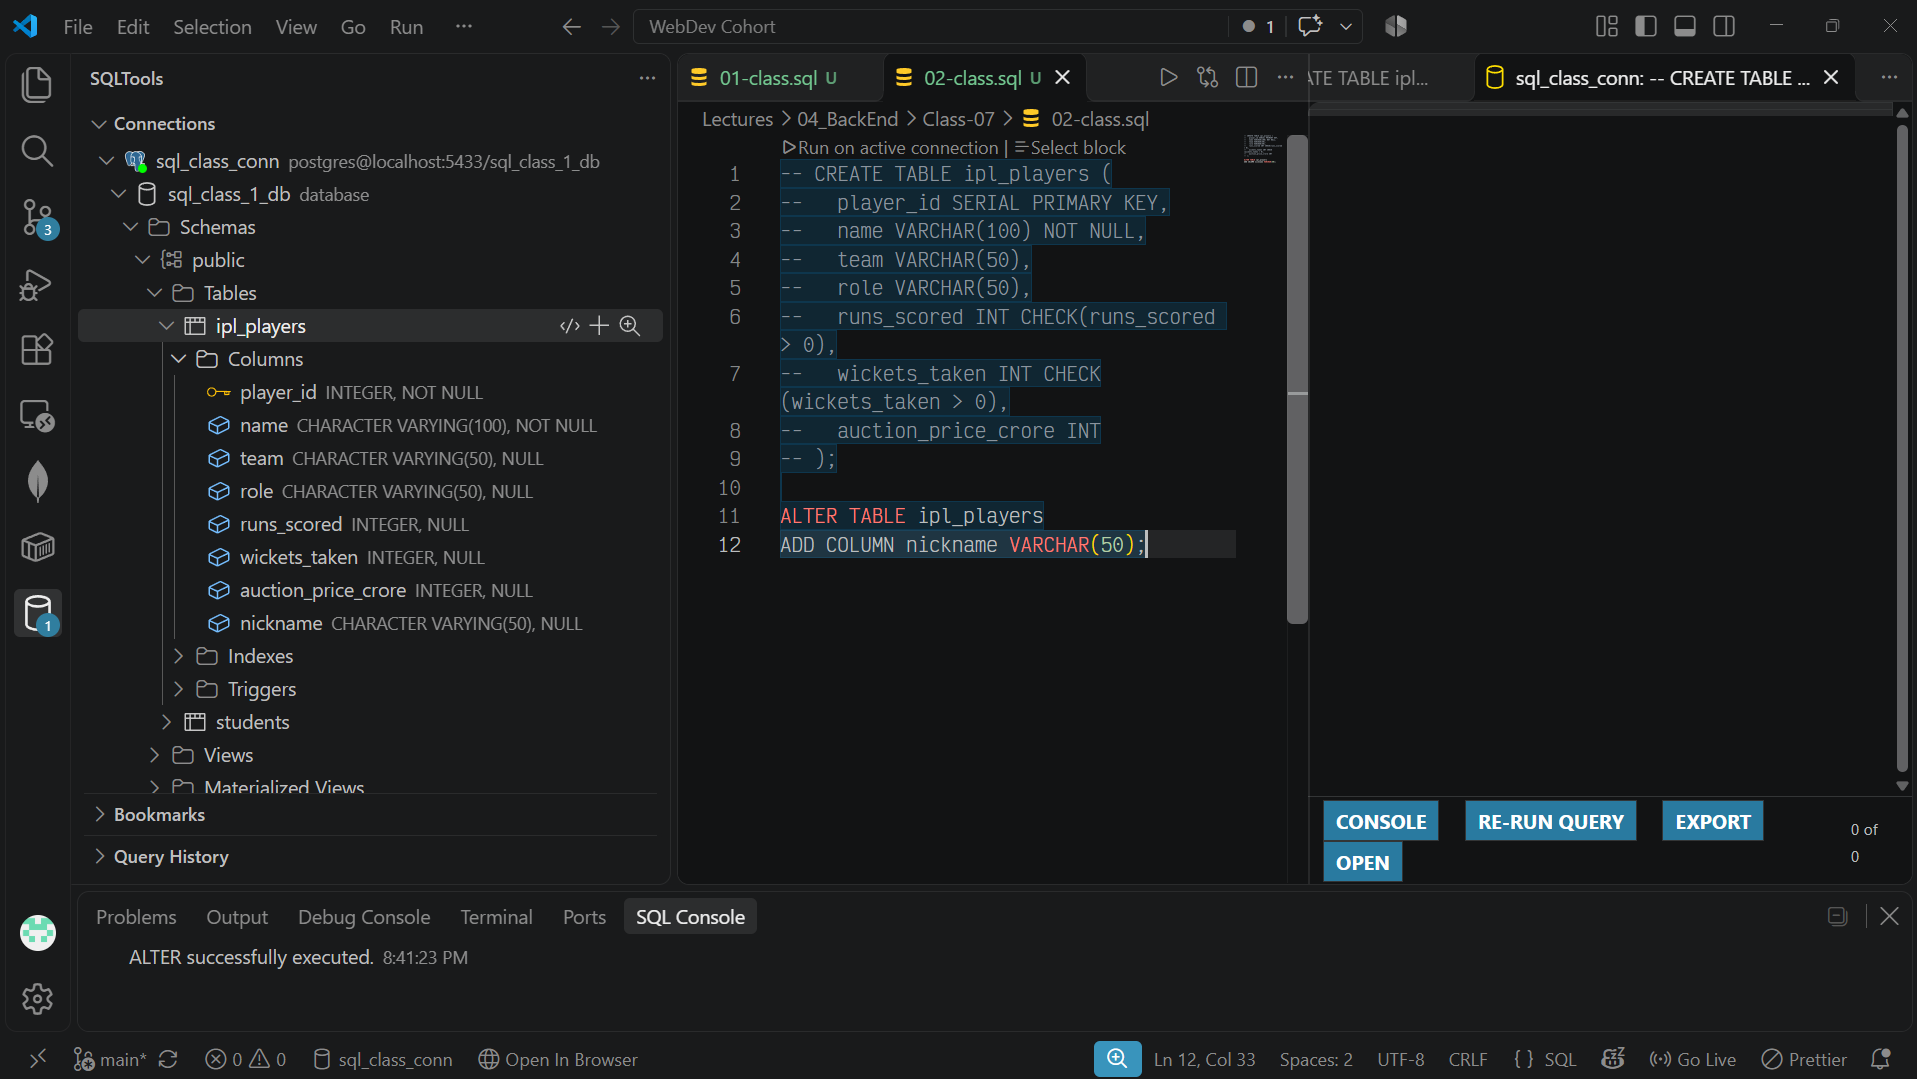 File Edit Selection View Go Run ···
WebDev Cohort
1
SQLTools
Connections
sql_class_conn postgres@localhost:5433/sql_class_1_db
sql_class_1_db database
Schemas
public
Tables
ipl_players
Columns
player_id INTEGER, NOT NULL
name CHARACTER VARYING(100), NOT NULL
team CHARACTER VARYING(50), NULL
role CHARACTER VARYING(50), NULL
runs_scored INTEGER, NULL
wickets_taken INTEGER, NULL
auction_price_crore INTEGER, NULL
nickname CHARACTER VARYING(50), NULL
Indexes
Triggers
students
Views
Materialized Views
Bookmarks
Query History
3
1
01-class.sql U
02-class.sql U
Lectures > 04_BackEnd > Class-07 > 02-class.sql
Run on active connection | Select block
1 -- CREATE TABLE ipl_players (
2 --   player_id SERIAL PRIMARY KEY,
3 --   name VARCHAR(100) NOT NULL,
4 --   team VARCHAR(50),
5 --   role VARCHAR(50),
6 --   runs_scored INT CHECK(runs_scored
> 0),
7 --   wickets_taken INT CHECK
(wickets_taken > 0),
8 --   auction_price_crore INT
9 -- );
10
11 ALTER TABLE ipl_players
12 ADD COLUMN nickname VARCHAR(50);
ATE TABLE ipl...
sql_class_conn: -- CREATE TABLE ...
CONSOLE RE-RUN QUERY EXPORT
OPEN
0 of
0
Problems Output Debug Console Terminal Ports SQL Console
ALTER successfully executed. 8:41:23 PM
main* 0 0 sql_class_conn Open In Browser
Ln 12, Col 33 Spaces: 2 UTF-8 CRLF {} SQL Go Live Prettier